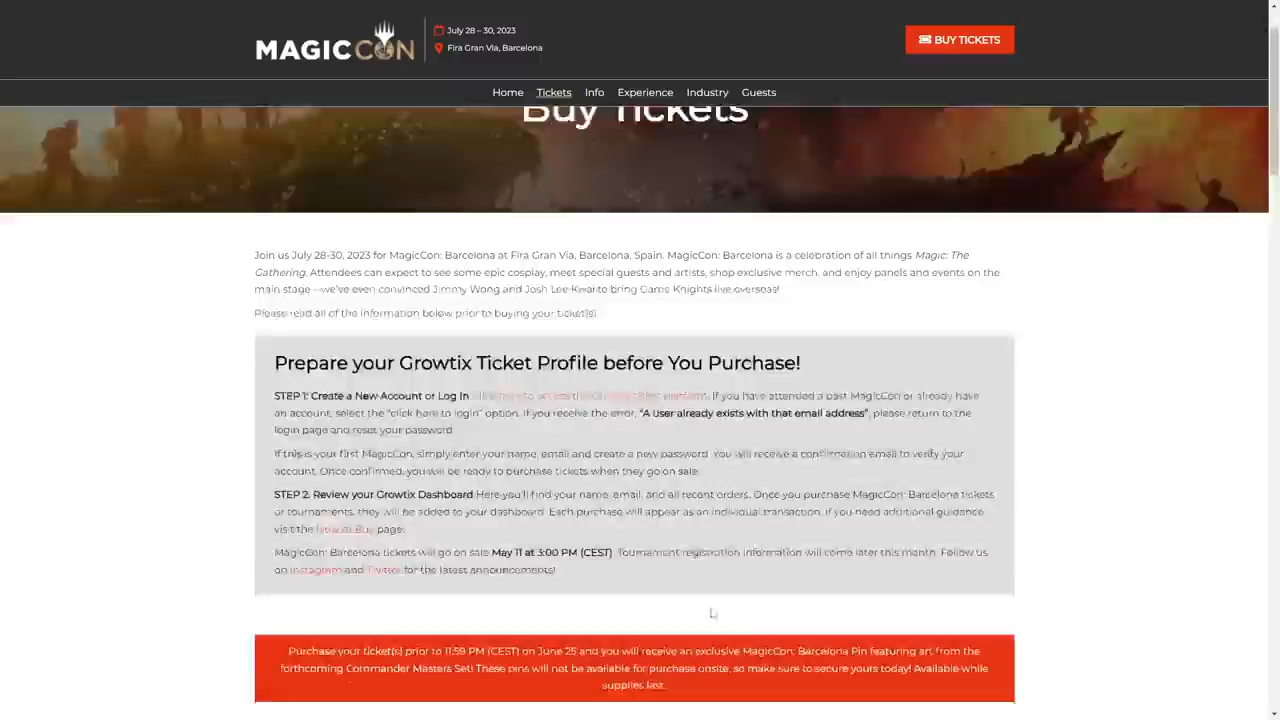 MAGICCON
July 28 – 30, 2023
Fira Gran Via, Barcelona
BUY TICKETS
Home Tickets Info Experience Industry Guests
Buy Tickets
Join us July 28-30, 2023 for MagicCon: Barcelona at Fira Gran Via, Barcelona, Spain. MagicCon: Barcelona is a celebration of all things Magic: The
Gathering. Attendees can expect to see some epic cosplay, meet special guests and artists, shop exclusive merch, and enjoy panels and events on the
main stage – we've even convinced Jimmy Wong and Josh Lee Kwai to bring Game Knights live overseas!
Please read all of the information below prior to buying your ticket(s)
Prepare your Growtix Ticket Profile before You Purchase!
STEP 1: Create a New Account or Log In If you have attended a past MagicCon or already have
an account, select the "click here to login" option. If you receive the error, "A user already exists with that email address", please return to the
login page and reset your password
If this is your first MagicCon, simply enter your name, email and create a new password. You will receive a confirmation email to verify your
account. Once confirmed, you will be ready to purchase tickets when they go on sale.
STEP 2. Review your Growtix Dashboard Here you'll find your name, email, and all recent orders. Once you purchase MagicCon: Barcelona tickets
or tournaments, they will be added to your dashboard. Each purchase will appear as an individual transaction. If you need additional guidance,
visit the How to Buy page.
MagicCon: Barcelona tickets will go on sale May 11 at 3:00 PM (CEST). Tournament registration information will come later this month. Follow us
on Instagram and Twitter for the latest announcements!
Purchase your ticket(s) prior to 11:59 PM (CEST) on June 25 and you will receive an exclusive MagicCon: Barcelona Pin featuring art from the
forthcoming Commander Masters Set! These pins will not be available for purchase onsite, so make sure to secure yours today! Available while
supplies last.